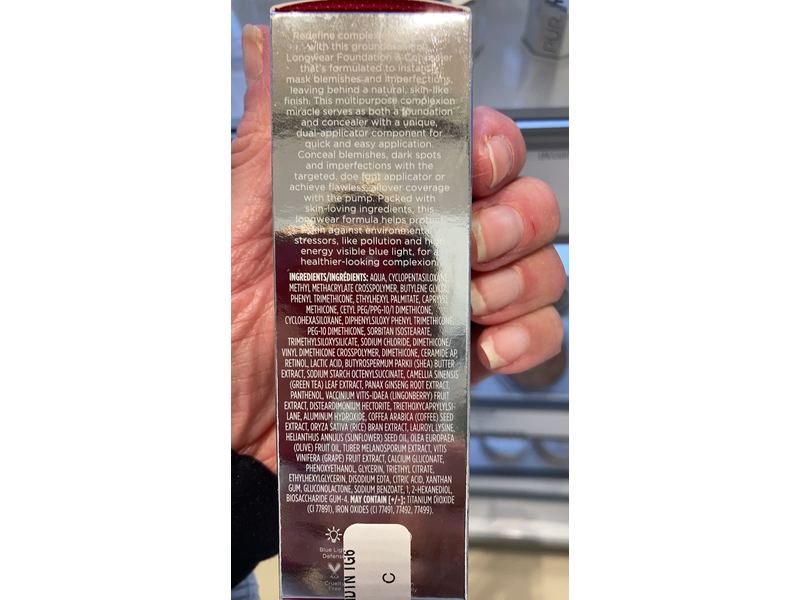 Redefine complexion
with this groundbreaking
Longwear Foundation & Concealer
that's formulated to instantly
mask blemishes and imperfections,
leaving behind a natural, skin-like
finish. This multipurpose complexion
miracle serves as both a foundation
and concealer with a unique,
dual-applicator component for
quick and easy application.
Conceal blemishes, dark spots
and imperfections with the
targeted, doe foot applicator or
achieve flawless, allover coverage
with the pump. Packed with
skin-loving ingredients, this
longwear formula helps protect
skin against environmental
stressors, like pollution and high
energy visible blue light, for a
healthier-looking complexion.
INGREDIENTS/INGRÉDIENTS: AQUA, CYCLOPENTASILOXANE,
METHYL METHACRYLATE CROSSPOLYMER, BUTYLENE GLYCOL,
PHENYL TRIMETHICONE, ETHYLHEXYL PALMITATE, CAPRYLYL
METHICONE, CETYL PEG/PPG-10/1 DIMETHICONE,
CYCLOHEXASILOXANE, DIPHENYLSILOXY PHENYL TRIMETHICONE,
PEG-10 DIMETHICONE, SORBITAN ISOSTEARATE,
TRIMETHYLSILOXYSILICATE, SODIUM CHLORIDE, DIMETHICONE/
VINYL DIMETHICONE CROSSPOLYMER, DIMETHICONE, CERAMIDE AP,
RETINOL, LACTIC ACID, BUTYROSPERMUM PARKII (SHEA) BUTTER
EXTRACT, SODIUM STARCH OCTENYLSUCCINATE, CAMELLIA SINENSIS
(GREEN TEA) LEAF EXTRACT, PANAX GINSENG ROOT EXTRACT,
PANTHENOL, VACCINIUM VITIS-IDAEA (LINGONBERRY) FRUIT
EXTRACT, DISTEARDIMONIUM HECTORITE, TRIETHOXYCAPRYLYLSI-
LANE, ALUMINUM HYDROXIDE, COFFEA ARABICA (COFFEE) SEED
EXTRACT, ORYZA SATIVA (RICE) BRAN EXTRACT, LAUROYL LYSINE,
HELIANTHUS ANNUUS (SUNFLOWER) SEED OIL, OLEA EUROPAEA
(OLIVE) FRUIT OIL, TUBER MELANOSPORUM EXTRACT, VITIS
VINIFERA (GRAPE) FRUIT EXTRACT, CALCIUM GLUCONATE,
PHENOXYETHANOL, GLYCERIN, TRIETHYL CITRATE,
ETHYLHEXYLGLYCERIN, DISODIUM EDTA, CITRIC ACID, XANTHAN
GUM, GLUCONOLACTONE, SODIUM BENZOATE, 1, 2-HEXANEDIOL,
BIOSACCHARIDE GUM-4. MAY CONTAIN [+/-]: TITANIUM DIOXIDE
(CI 77891), IRON OXIDES (CI 77491, 77492, 77499).
Blue Light
Defense
Cruelty
Free
C
PUR